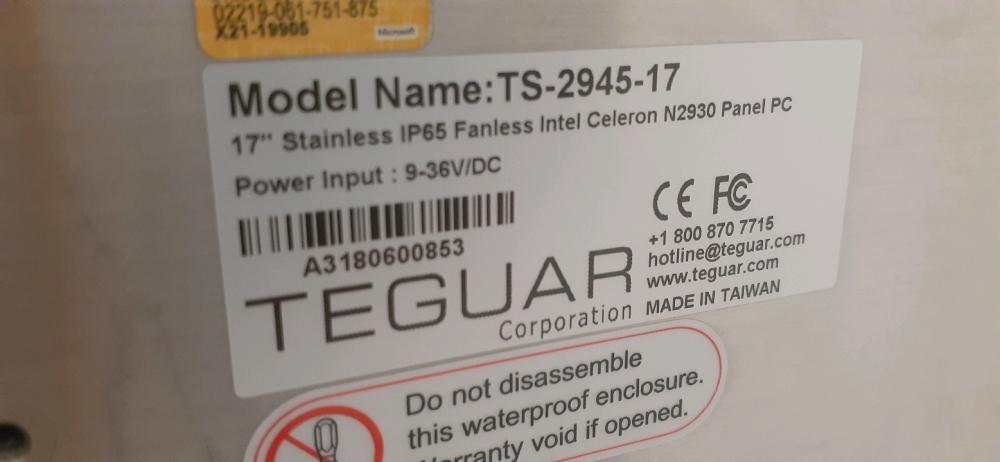 02219-061-751-875
X21-19905
Microsoft
Model Name:TS-2945-17
17" Stainless IP65 Fanless Intel Celeron N2930 Panel PC
Power Input : 9-36V/DC
A3180600853
CE FC
+1 800 870 7715
hotline@teguar.com
www.teguar.com
MADE IN TAIWAN
TEGUAR
Corporation
Do not disassemble
this waterproof enclosure.
Warranty void if opened.